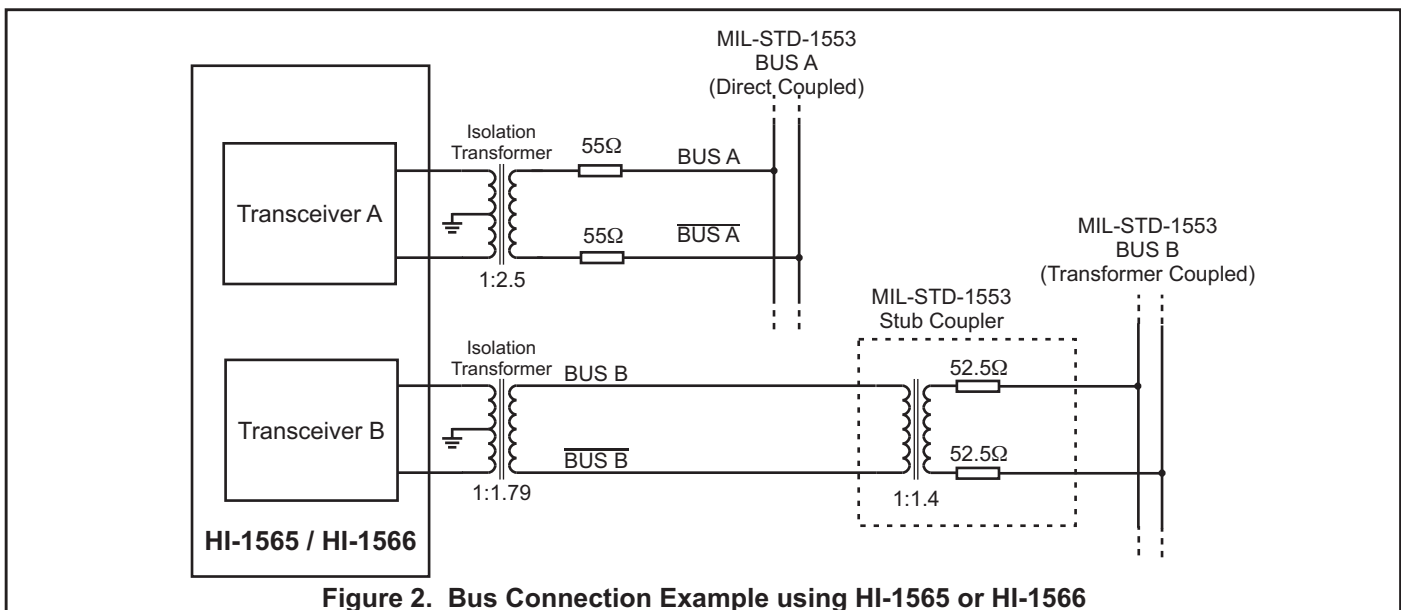 MIL-STD-1553
BUS A
(Direct Coupled)
Isolation
Transformer
55Ω
BUS A
Transceiver A
55Ω
BUS A
1:2.5
MIL-STD-1553
BUS B
(Transformer Coupled)
MIL-STD-1553
Stub Coupler
Isolation
Transformer
BUS B
52.5Ω
Transceiver B
BUS B
52.5Ω
1:1.79
1:1.4
HI-1565 / HI-1566
Figure 2. Bus Connection Example using HI-1565 or HI-1566